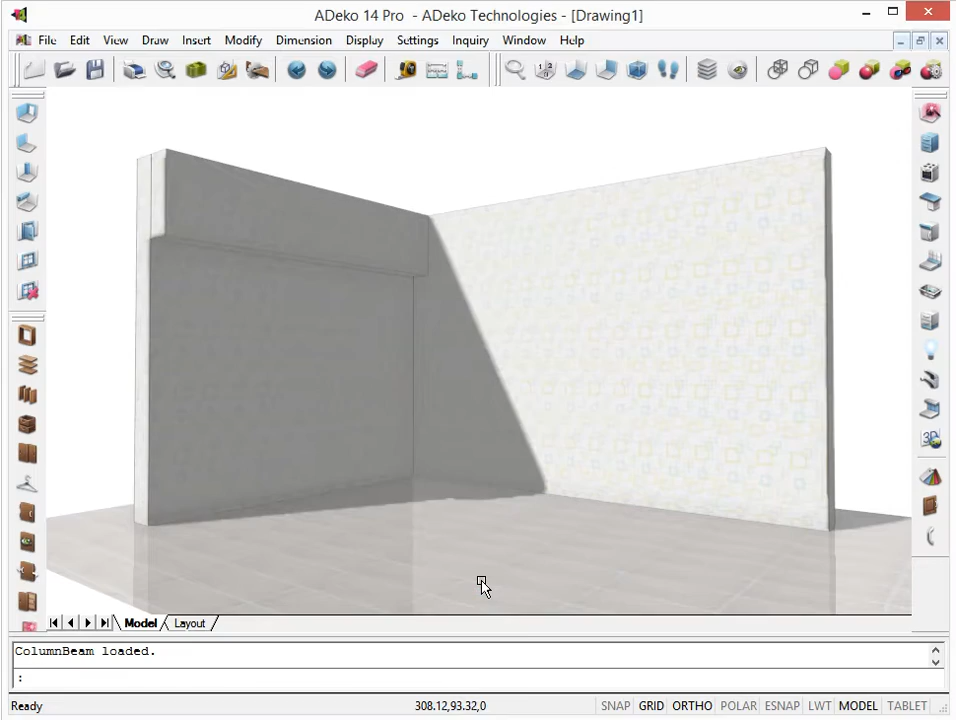 ADeko 14 Pro - ADeko Technologies - [Drawing1]
File Edit View Draw Insert Modify Dimension Display Settings Inquiry Window Help
Model Layout
ColumnBeam loaded.
:
Ready 308.12,93.32,0 SNAP GRID ORTHO POLAR ESNAP LWT MODEL TABLET